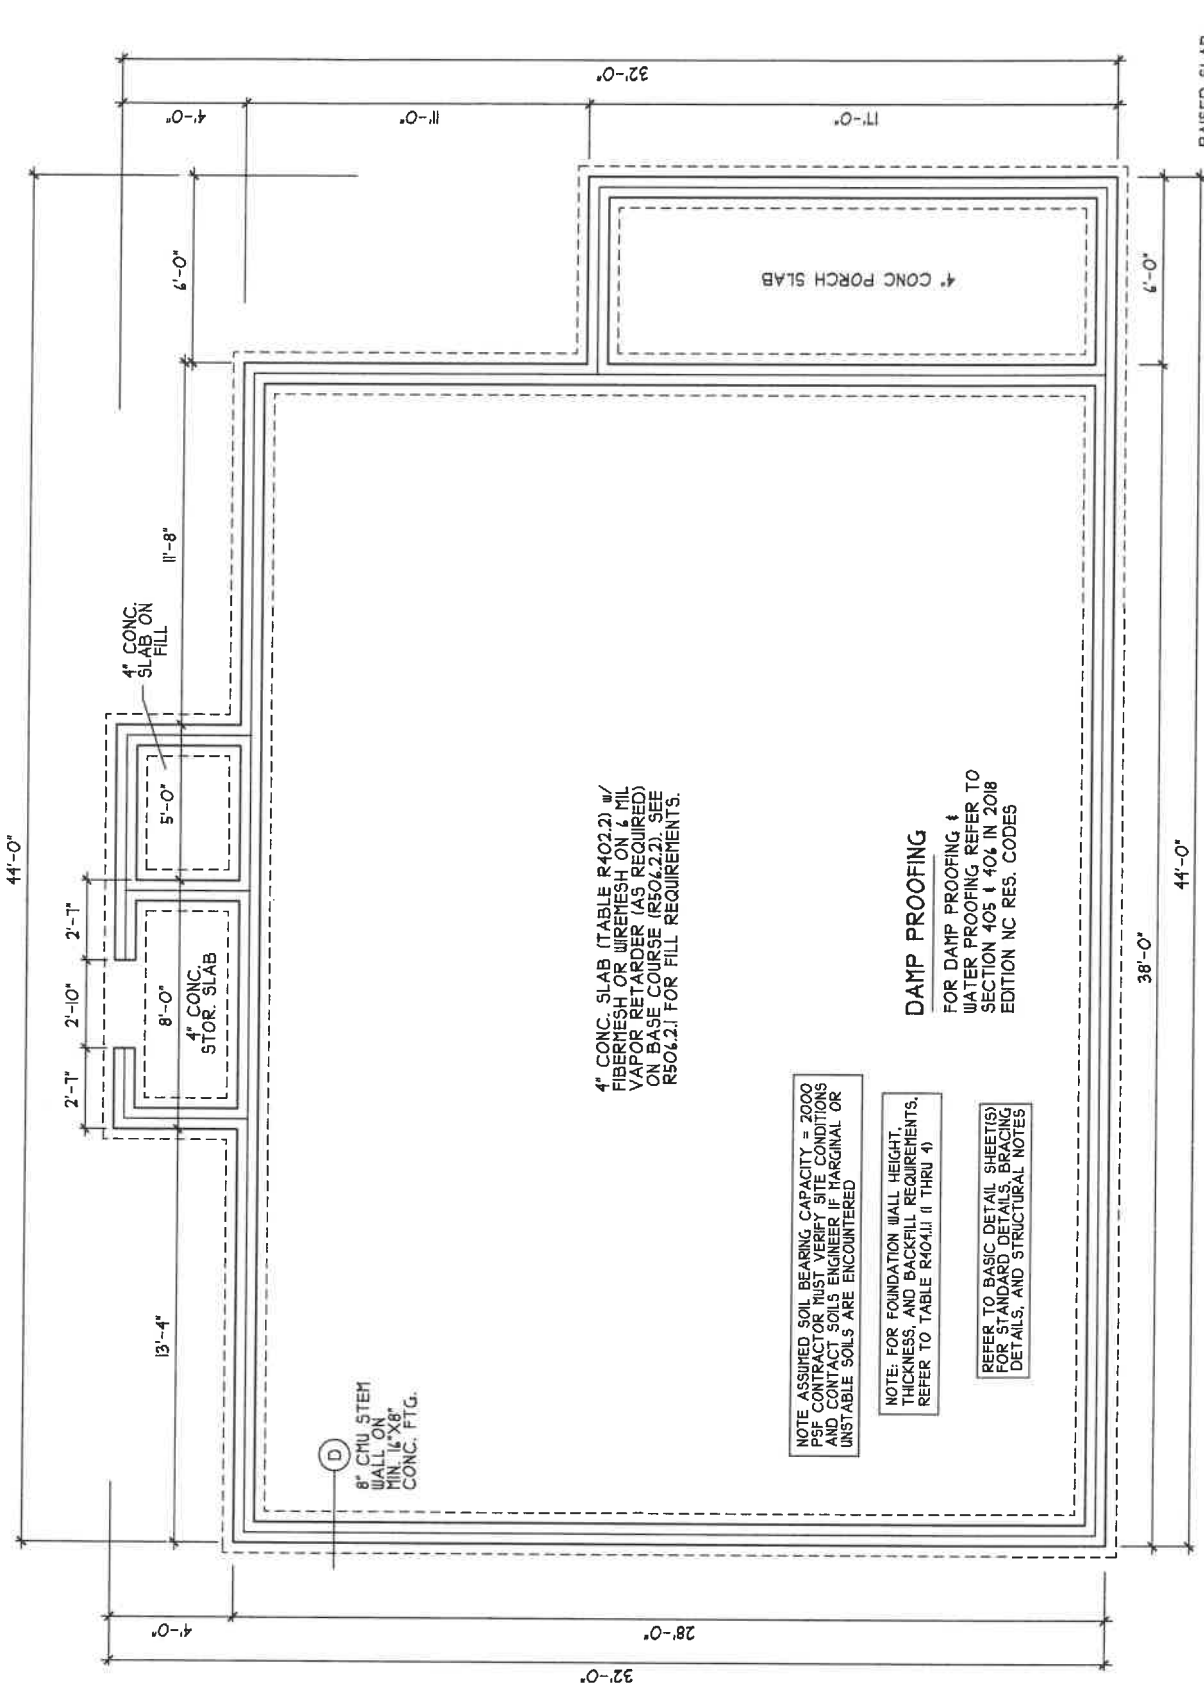 44'-0"
2'-7"
2'-10"
2'-7"
8'-0"
5'-0"
13'-4"
11'-8"
6'-0"
4" CONC.
SLAB ON
FILL
4" CONC.
STOR. SLAB
4'-0"
28'-0"
32'-0"
4'-0"
11'-0"
17'-0"
32'-0"
D
8" CMU STEM
WALL ON
MIN. 16"X8"
CONC. FTG.
4" CONC. SLAB (TABLE R402.2) w/
FIBERMESH OR WIREMESH ON 6 MIL
VAPOR RETARDER (AS REQUIRED)
ON BASE COURSE (R506.2.2). SEE
R506.2.1 FOR FILL REQUIREMENTS.
4" CONC PORCH SLAB
NOTE ASSUMED SOIL BEARING CAPACITY = 2000
PSF CONTRACTOR MUST VERIFY SITE CONDITIONS
AND CONTACT SOILS ENGINEER IF MARGINAL OR
UNSTABLE SOILS ARE ENCOUNTERED
NOTE: FOR FOUNDATION WALL HEIGHT,
THICKNESS, AND BACKFILL REQUIREMENTS,
REFER TO TABLE R404.1.1 (1 THRU 4)
REFER TO BASIC DETAIL SHEET(S)
FOR STANDARD DETAILS, BRACING
DETAILS, AND STRUCTURAL NOTES
DAMP PROOFING
FOR DAMP PROOFING &
WATER PROOFING REFER TO
SECTION 405 & 406 IN 2018
EDITION NC RES. CODES
38'-0"
6'-0"
44'-0"
RAISED SLAB